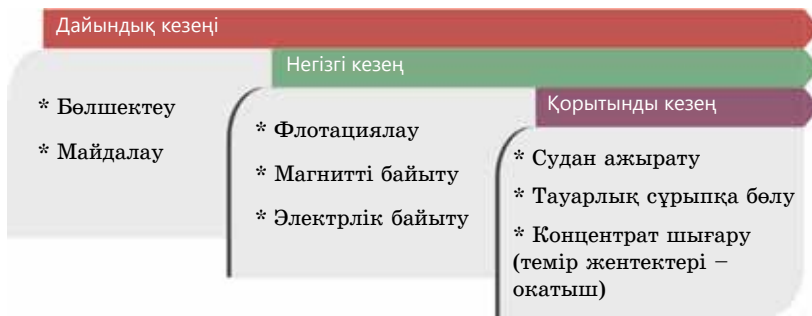 Дайындық кезеңі
* Бөлшектеу
* Майдалау
Негізгі кезең
* Флотациялау
* Магнитті байыту
* Электрлік байыту
Қорытынды кезең
* Судан ажырату
* Тауарлық сұрыпқа бөлу
* Концентрат шығару
(темір жентектері –
окатыш)